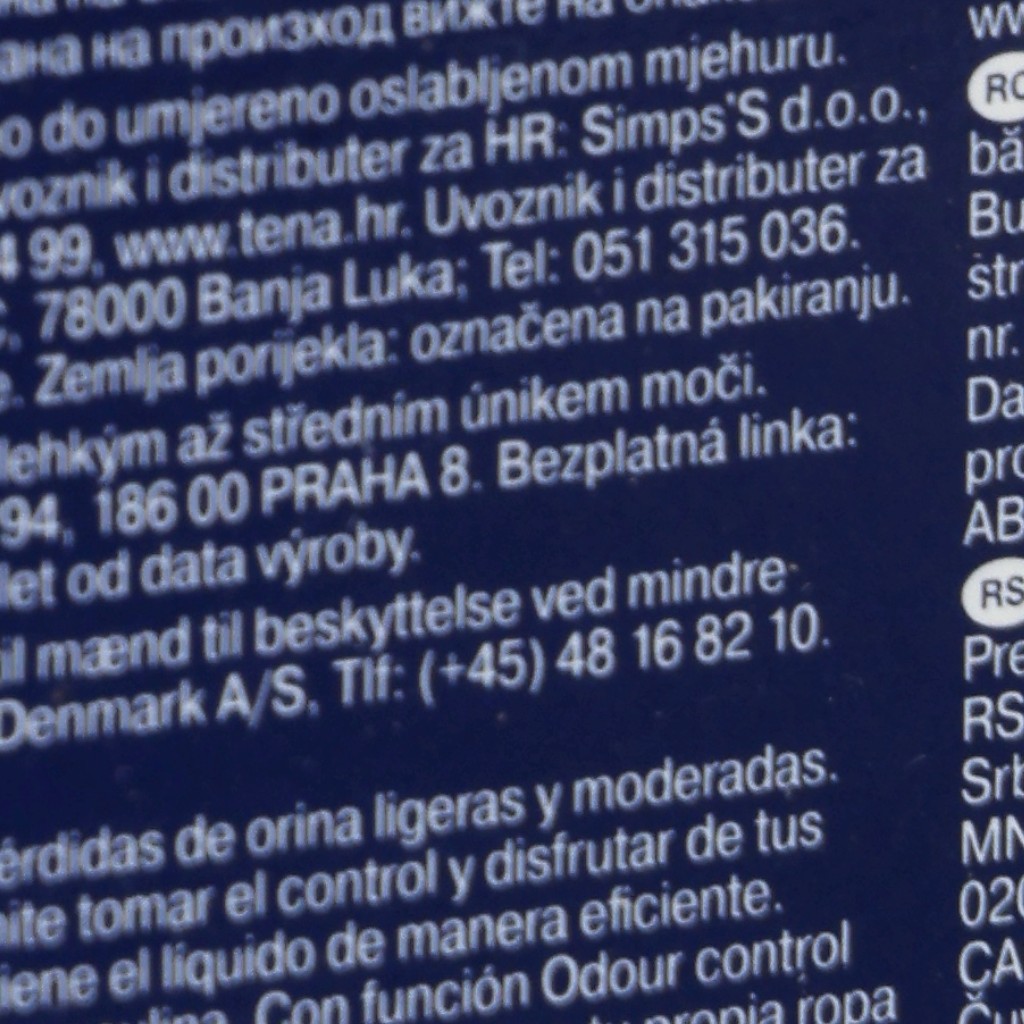 на произход вижте на
o do umjereno oslabljenom mjehuru.
voznik i distributer za HR: Simps'S d.o.o.,
99, www.tena.hr. Uvoznik i distributer za
78000 Banja Luka; Tel: 051 315 036.
Zemlja porijekla: označena na pakiranju.
lehkým až středním únikem moči.
94, 186 00 PRAHA 8. Bezplatná linka:
let od data výroby.
il mænd til beskyttelse ved mindre
Denmark A/S, Tlf: (+45) 48 16 82 10.
érdidas de orina ligeras y moderadas.
ite tomar el control y disfrutar de tus
iene el líquido de manera eficiente.
Con función Odour control
propia ropa
ww
RO
bă
Bu
str
nr.
Da
pro
AB
RS
Pre
RS
Srb
MN
020
CA